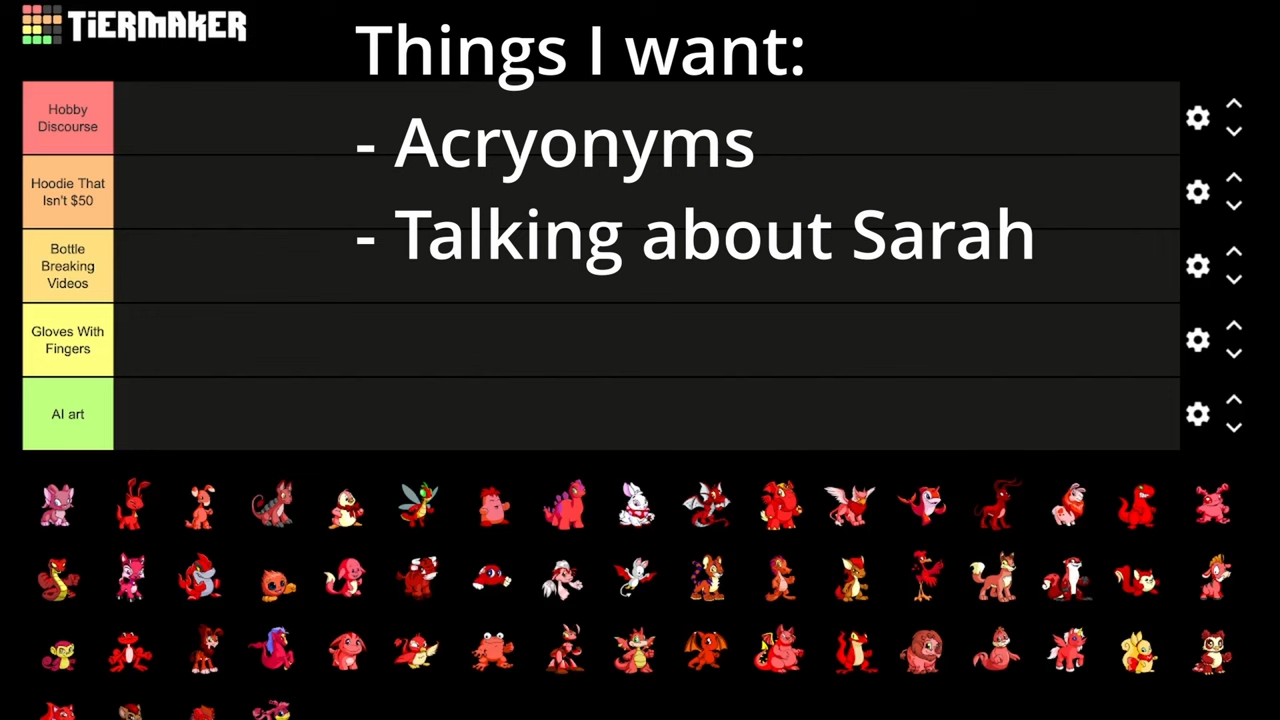 TiERMAKER
Things I want:
- Acryonyms
- Talking about Sarah
Hobby
Discourse
Hoodie That
Isn't $50
Bottle
Breaking
Videos
Gloves With
Fingers
AI art